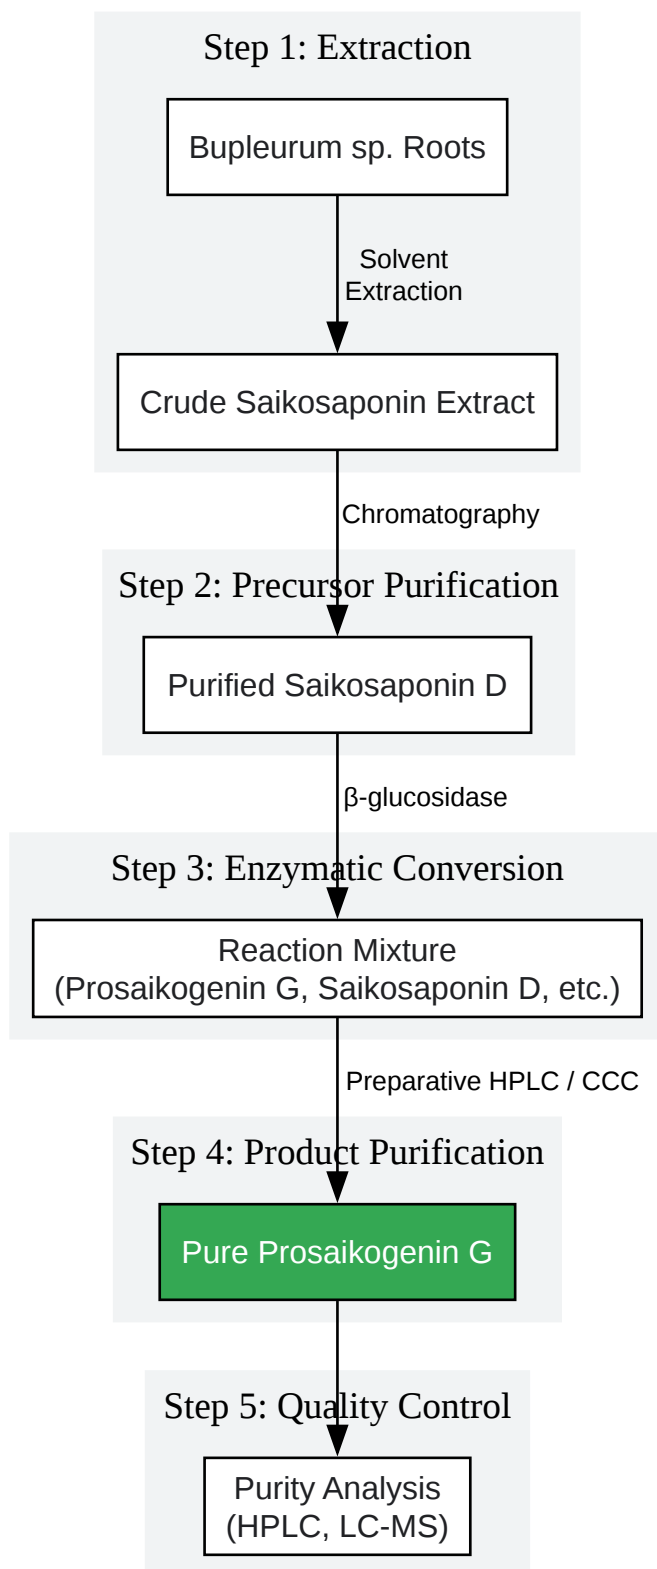 Step 1: Extraction
Bupleurum sp. Roots
Solvent
Extraction
Crude Saikosaponin Extract
Chromatography
Step 2: Precursor Purification
Purified Saikosaponin D
β-glucosidase
Step 3: Enzymatic Conversion
Reaction Mixture
(Prosaikogenin G, Saikosaponin D, etc.)
Preparative HPLC / CCC
Step 4: Product Purification
Pure Prosaikogenin G
Step 5: Quality Control
Purity Analysis
(HPLC, LC-MS)